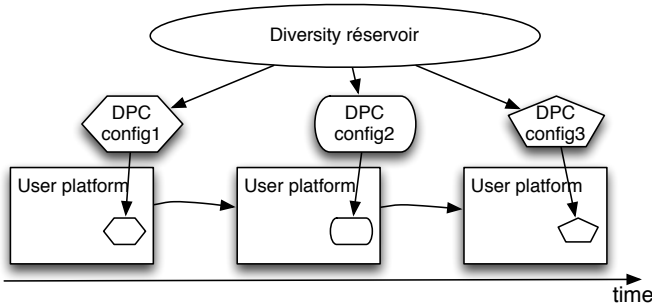 Diversity réservoir
DPC
config1
DPC
config2
DPC
config3
User platform
User platform
User platform
time